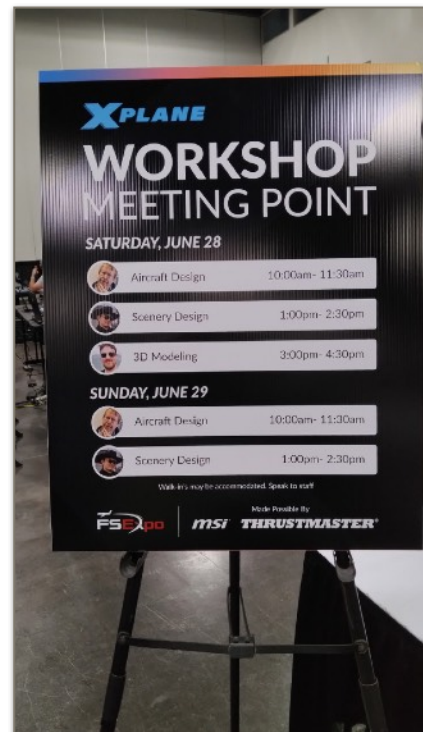 X PLANE
WORKSHOP
MEETING POINT
SATURDAY, JUNE 28
Aircraft Design 10:00am- 11:30am
Scenery Design 1:00pm- 2:30pm
3D Modeling 3:00pm- 4:30pm
SUNDAY, JUNE 29
Aircraft Design 10:00am- 11:30am
Scenery Design 1:00pm- 2:30pm
Walk-in's may be accommodated. Speak to staff
Made Possible By
FSExpo msi THRUSTMASTER®